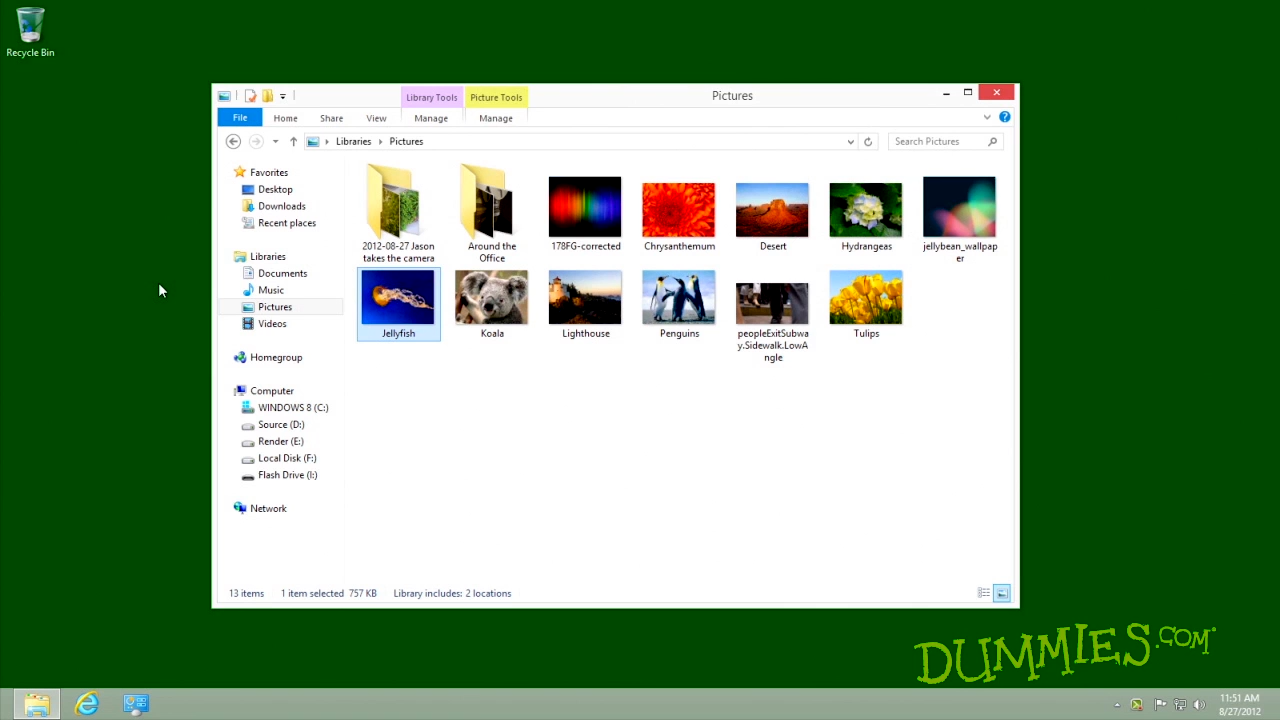 Recycle Bin
Library Tools
Picture Tools
Pictures
File
Home
Share
View
Manage
Manage
Libraries
Pictures
Search Pictures
Favorites
Desktop
Downloads
Recent places
Libraries
Documents
Music
Pictures
Videos
Homegroup
Computer
WINDOWS 8 (C:)
Source (D:)
Render (E:)
Local Disk (F:)
Flash Drive (I:)
Network
2012-08-27 Jason
takes the camera
Around the
Office
178FG-corrected
Chrysanthemum
Desert
Hydrangeas
jellybean_wallpap
er
Jellyfish
Koala
Lighthouse
Penguins
peopleExitSubwa
y.Sidewalk.LowA
ngle
Tulips
13 items
1 item selected 757 KB
Library includes: 2 locations
DUMMIES.COM®
11:51 AM
8/27/2012